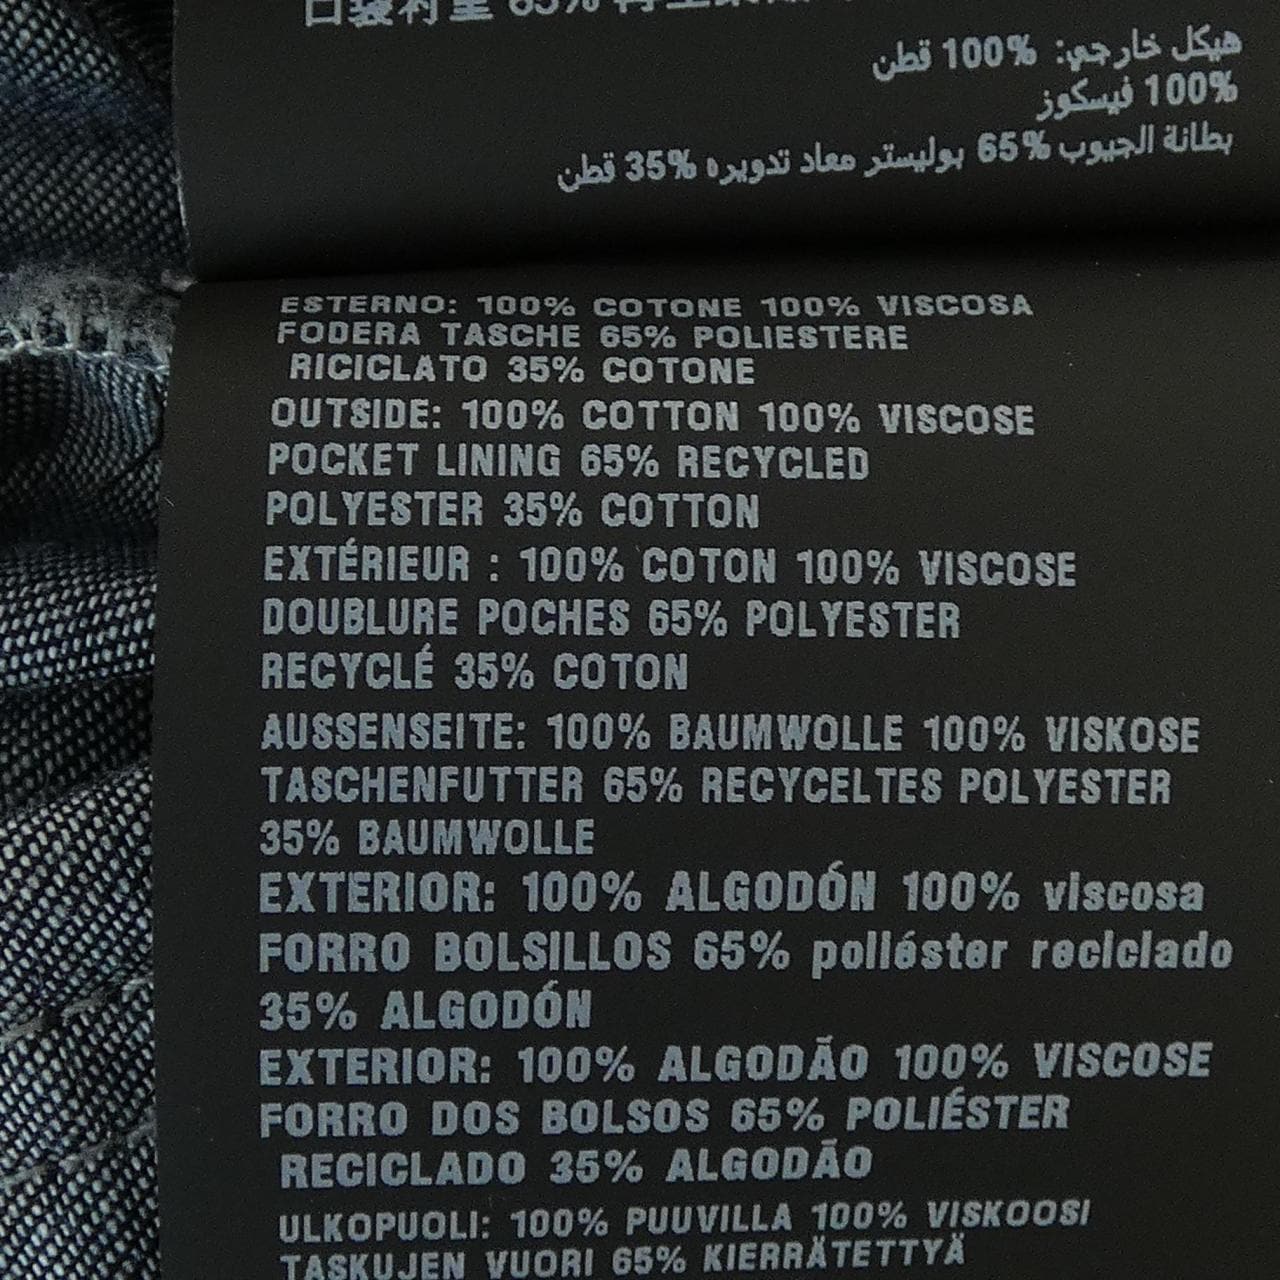 口袋衬里 65%
هيكل خارجي: 100% قطن
100% فيسكوز
بطانة الجيوب 65% بوليستر معاد تدويره 35% قطن
ESTERNO: 100% COTONE 100% VISCOSA
FODERA TASCHE 65% POLIESTERE
RICICLATO 35% COTONE
OUTSIDE: 100% COTTON 100% VISCOSE
POCKET LINING 65% RECYCLED
POLYESTER 35% COTTON
EXTÉRIEUR : 100% COTON 100% VISCOSE
DOUBLURE POCHES 65% POLYESTER
RECYCLÉ 35% COTON
AUSSENSEITE: 100% BAUMWOLLE 100% VISKOSE
TASCHENFUTTER 65% RECYCELTES POLYESTER
35% BAUMWOLLE
EXTERIOR: 100% ALGODÓN 100% viscosa
FORRO BOLSILLOS 65% poliéster reciclado
35% ALGODÓN
EXTERIOR: 100% ALGODÃO 100% VISCOSE
FORRO DOS BOLSOS 65% POLIÉSTER
RECICLADO 35% ALGODÃO
ULKOPUOLI: 100% PUUVILLA 100% VISKOOSI
TASKUJEN VUORI 65% KIERRÄTETTYÄ